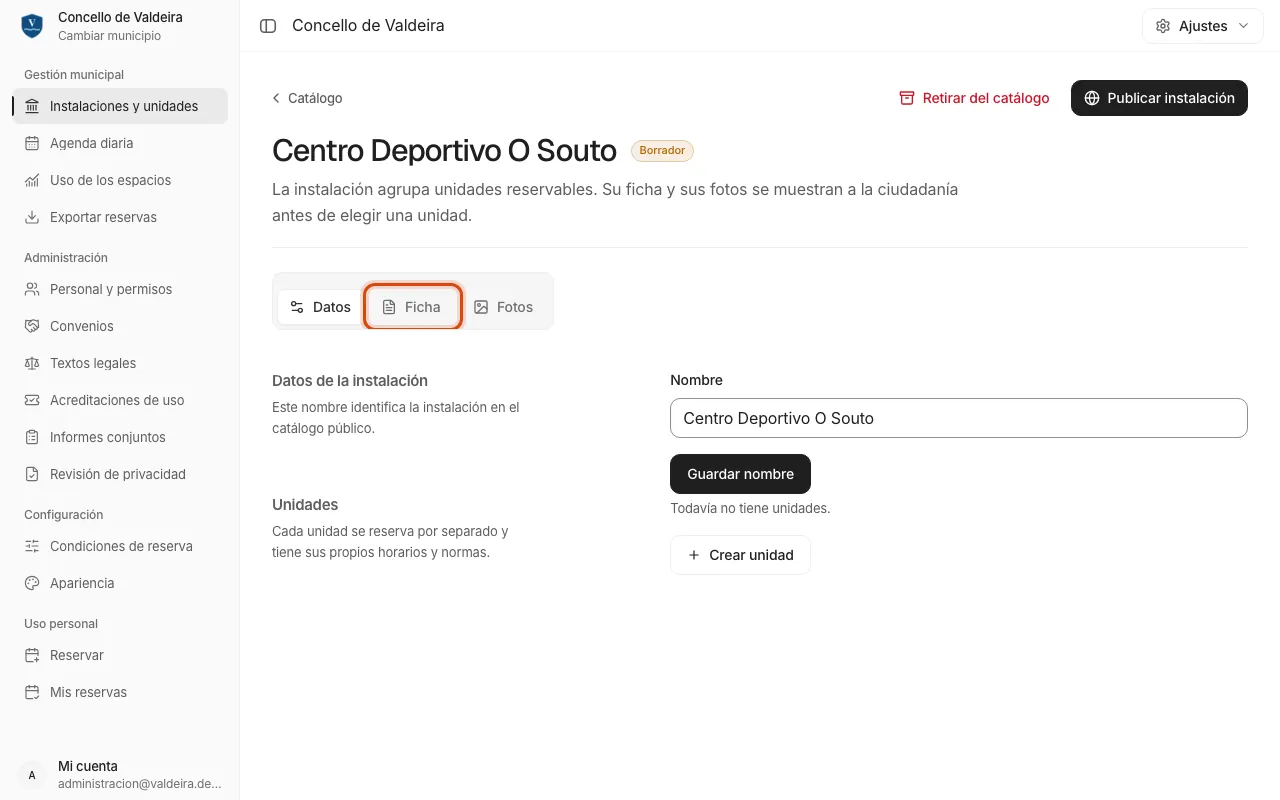 Concello de Valdeira
Cambiar municipio
Gestión municipal
Instalaciones y unidades
Agenda diaria
Uso de los espacios
Exportar reservas
Administración
Personal y permisos
Convenios
Textos legales
Acreditaciones de uso
Informes conjuntos
Revisión de privacidad
Configuración
Condiciones de reserva
Apariencia
Uso personal
Reservar
Mis reservas
A
Mi cuenta
administracion@valdeira.de...
Concello de Valdeira
Ajustes
Catálogo
Retirar del catálogo
Publicar instalación
Centro Deportivo O Souto
Borrador
La instalación agrupa unidades reservables. Su ficha y sus fotos se muestran a la ciudadanía
antes de elegir una unidad.
Datos
Ficha
Fotos
Datos de la instalación
Este nombre identifica la instalación en el
catálogo público.
Nombre
Centro Deportivo O Souto
Guardar nombre
Unidades
Cada unidad se reserva por separado y
tiene sus propios horarios y normas.
Todavía no tiene unidades.
Crear unidad